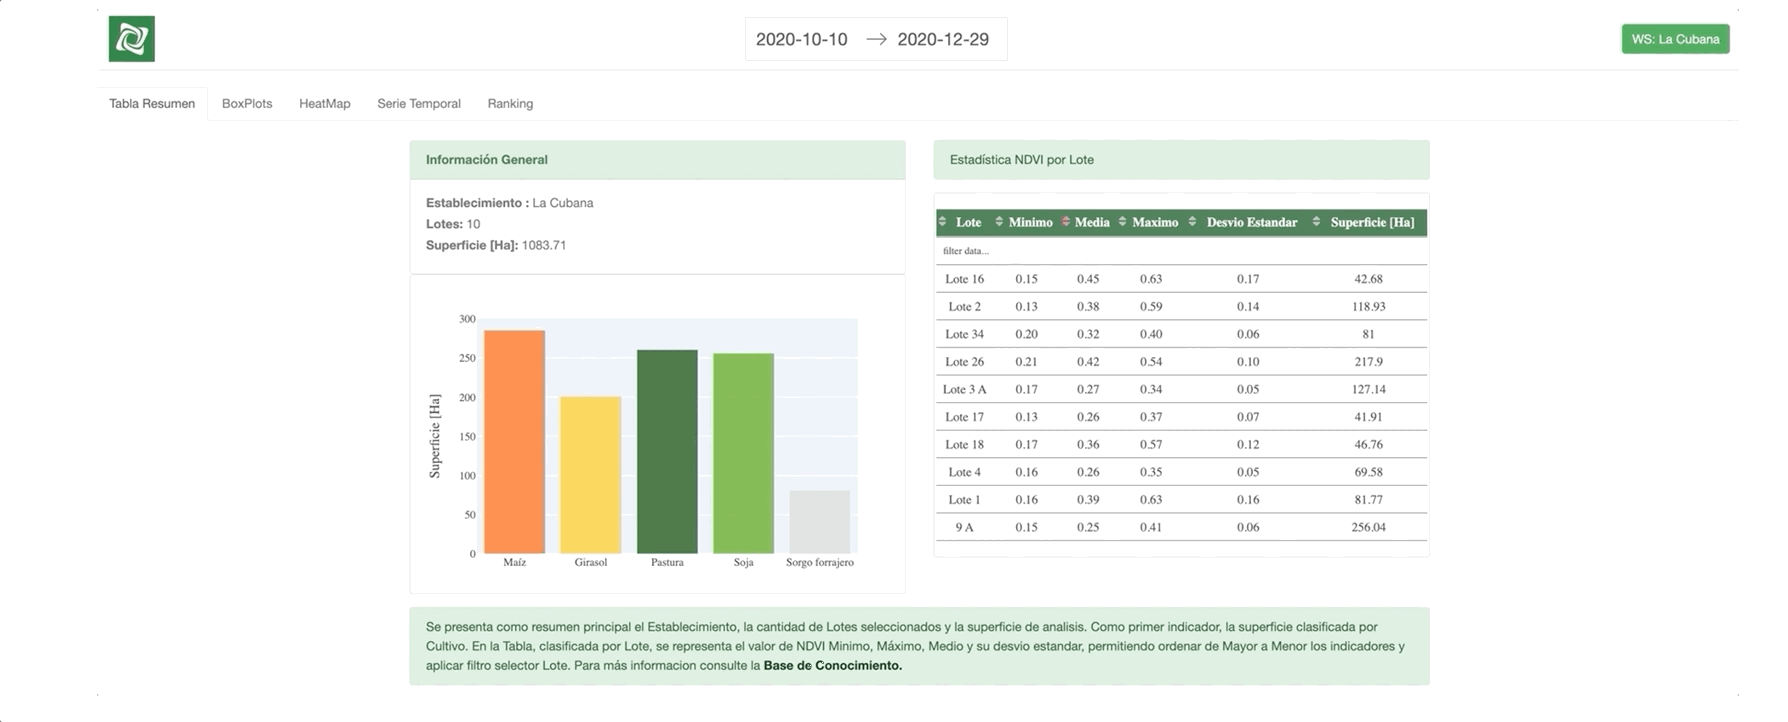 2020-10-10 → 2020-12-29
WS: La Cubana
Tabla Resumen BoxPlots HeatMap Serie Temporal Ranking
Información General
Establecimiento : La Cubana
Lotes: 10
Superficie [Ha]: 1083.71
Superficie [Ha]
300
250
200
150
100
50
0
Maíz Girasol Pastura Soja Sorgo forrajero
Estadística NDVI por Lote
Lote Minimo Media Maximo Desvio Estandar Superficie [Ha]
filter data...
Lote 16 0.15 0.45 0.63 0.17 42.68
Lote 2 0.13 0.38 0.59 0.14 118.93
Lote 34 0.20 0.32 0.40 0.06 81
Lote 26 0.21 0.42 0.54 0.10 217.9
Lote 3 A 0.17 0.27 0.34 0.05 127.14
Lote 17 0.13 0.26 0.37 0.07 41.91
Lote 18 0.17 0.36 0.57 0.12 46.76
Lote 4 0.16 0.26 0.35 0.05 69.58
Lote 1 0.16 0.39 0.63 0.16 81.77
9 A 0.15 0.25 0.41 0.06 256.04
Se presenta como resumen principal el Establecimiento, la cantidad de Lotes seleccionados y la superficie de analisis. Como primer indicador, la superficie clasificada por
Cultivo. En la Tabla, clasificada por Lote, se representa el valor de NDVI Minimo, Máximo, Medio y su desvio estandar, permitiendo ordenar de Mayor a Menor los indicadores y
aplicar filtro selector Lote. Para más informacion consulte la Base de Conocimiento.